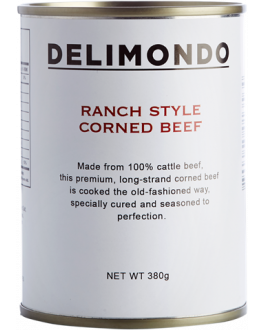 DELIMONDO
RANCH STYLE
CORNED BEEF
Made from 100% cattle beef,
this premium, long-strand corned beef
is cooked the old-fashioned way,
specially cured and seasoned to
perfection.
NET WT 380g